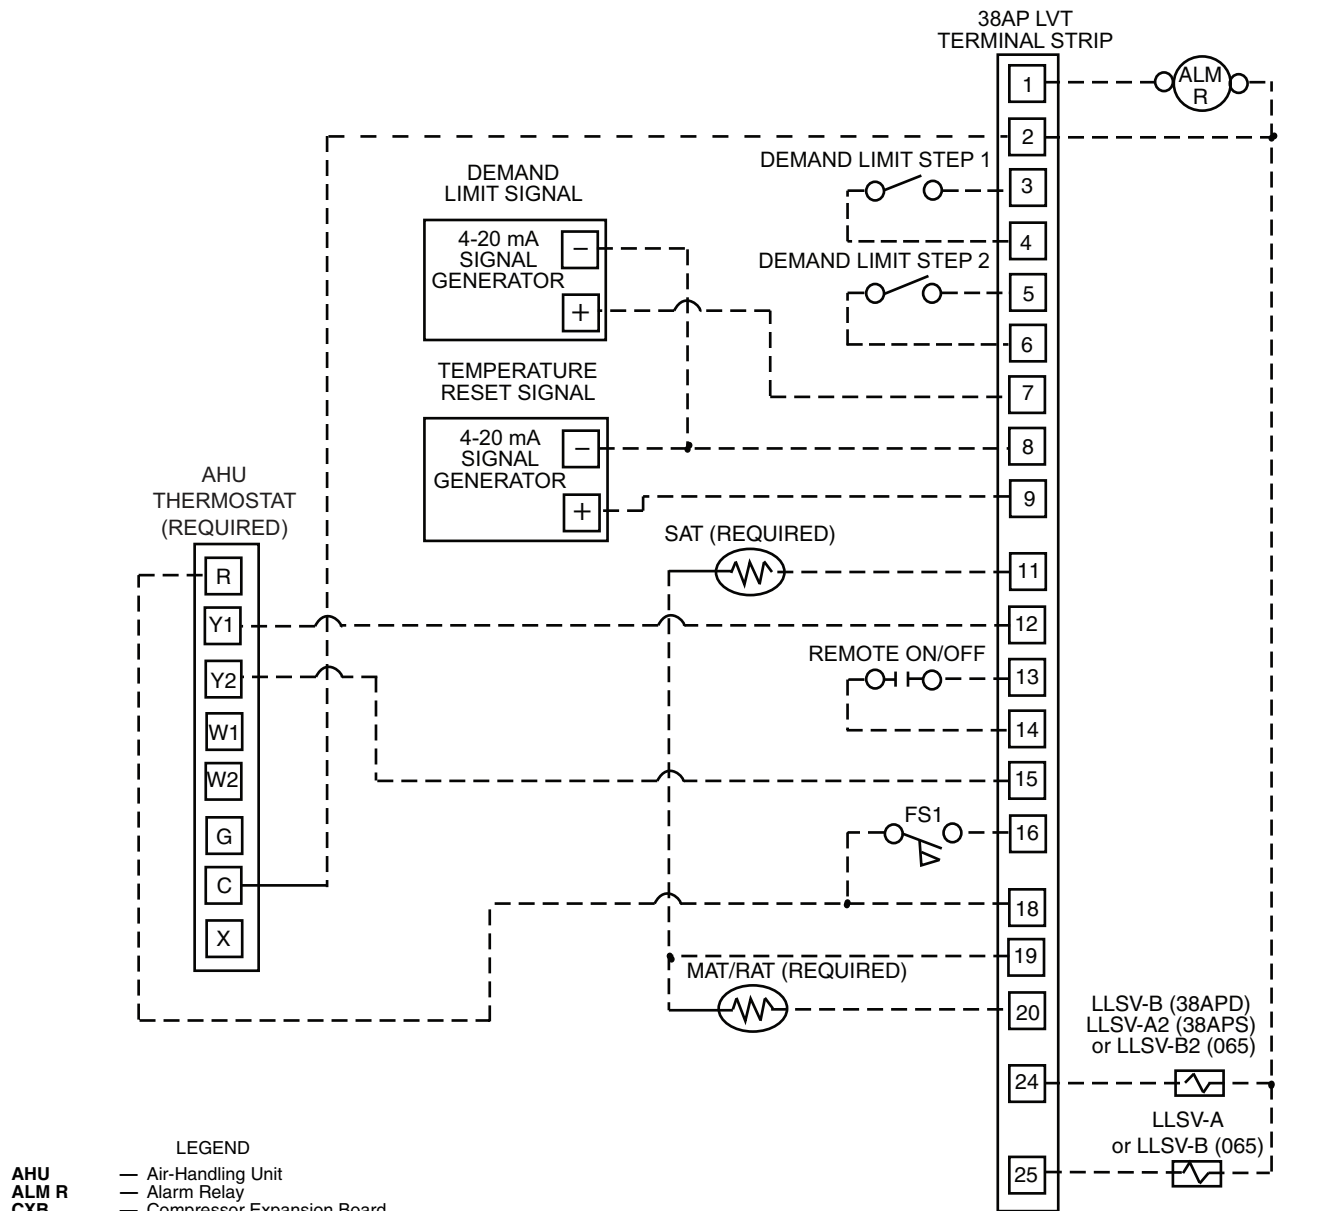 38AP LVT
TERMINAL STRIP
1
ALM
R
2
DEMAND LIMIT STEP 1
3
4
DEMAND LIMIT STEP 2
5
6
7
8
9
11
12
13
14
15
16
18
19
20
24
25
DEMAND
LIMIT SIGNAL
4-20 mA
SIGNAL
GENERATOR
−
+
TEMPERATURE
RESET SIGNAL
4-20 mA
SIGNAL
GENERATOR
−
+
SAT (REQUIRED)
REMOTE ON/OFF
FS1
MAT/RAT (REQUIRED)
AHU
THERMOSTAT
(REQUIRED)
R
Y1
Y2
W1
W2
G
C
X
LLSV-B (38APD)
LLSV-A2 (38APS)
or LLSV-B2 (065)
LLSV-A
or LLSV-B (065)
LEGEND
AHU — Air-Handling Unit
ALM R — Alarm Relay
CXB — Compressor Expansion Board